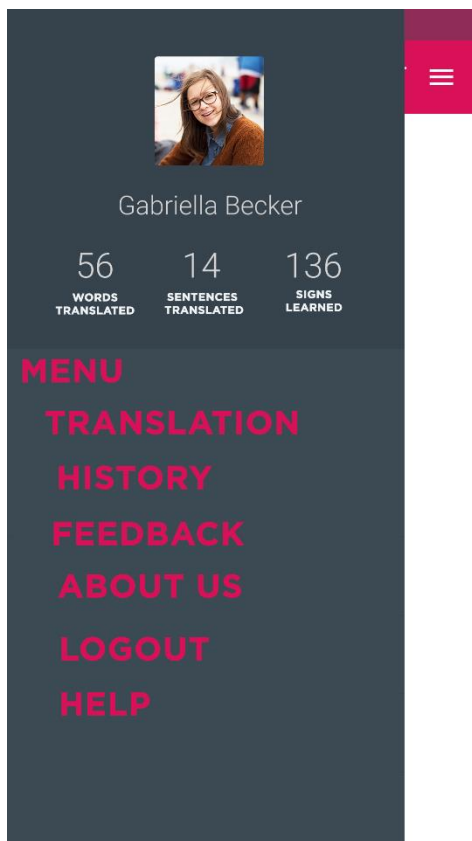 Gabriella Becker
56 14 136
WORDS SENTENCES SIGNS
TRANSLATED TRANSLATED LEARNED
MENU
TRANSLATION
HISTORY
FEEDBACK
ABOUT US
LOGOUT
HELP